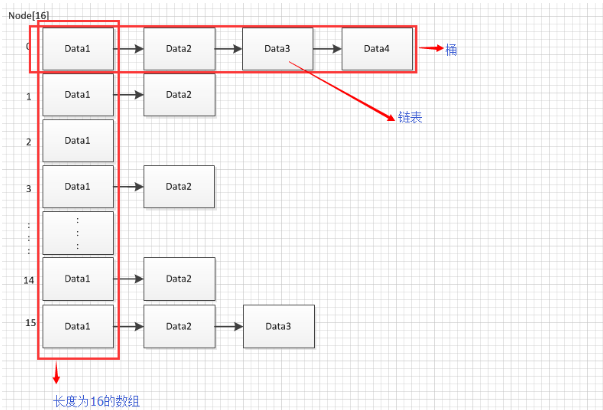 Node[16]
0 Data1 Data2 Data3 Data4 桶
1 Data1 Data2
链表
2 Data1
3 Data1 Data2
⋮ ⋮
14 Data1 Data2
15 Data1 Data2 Data3
长度为16的数组